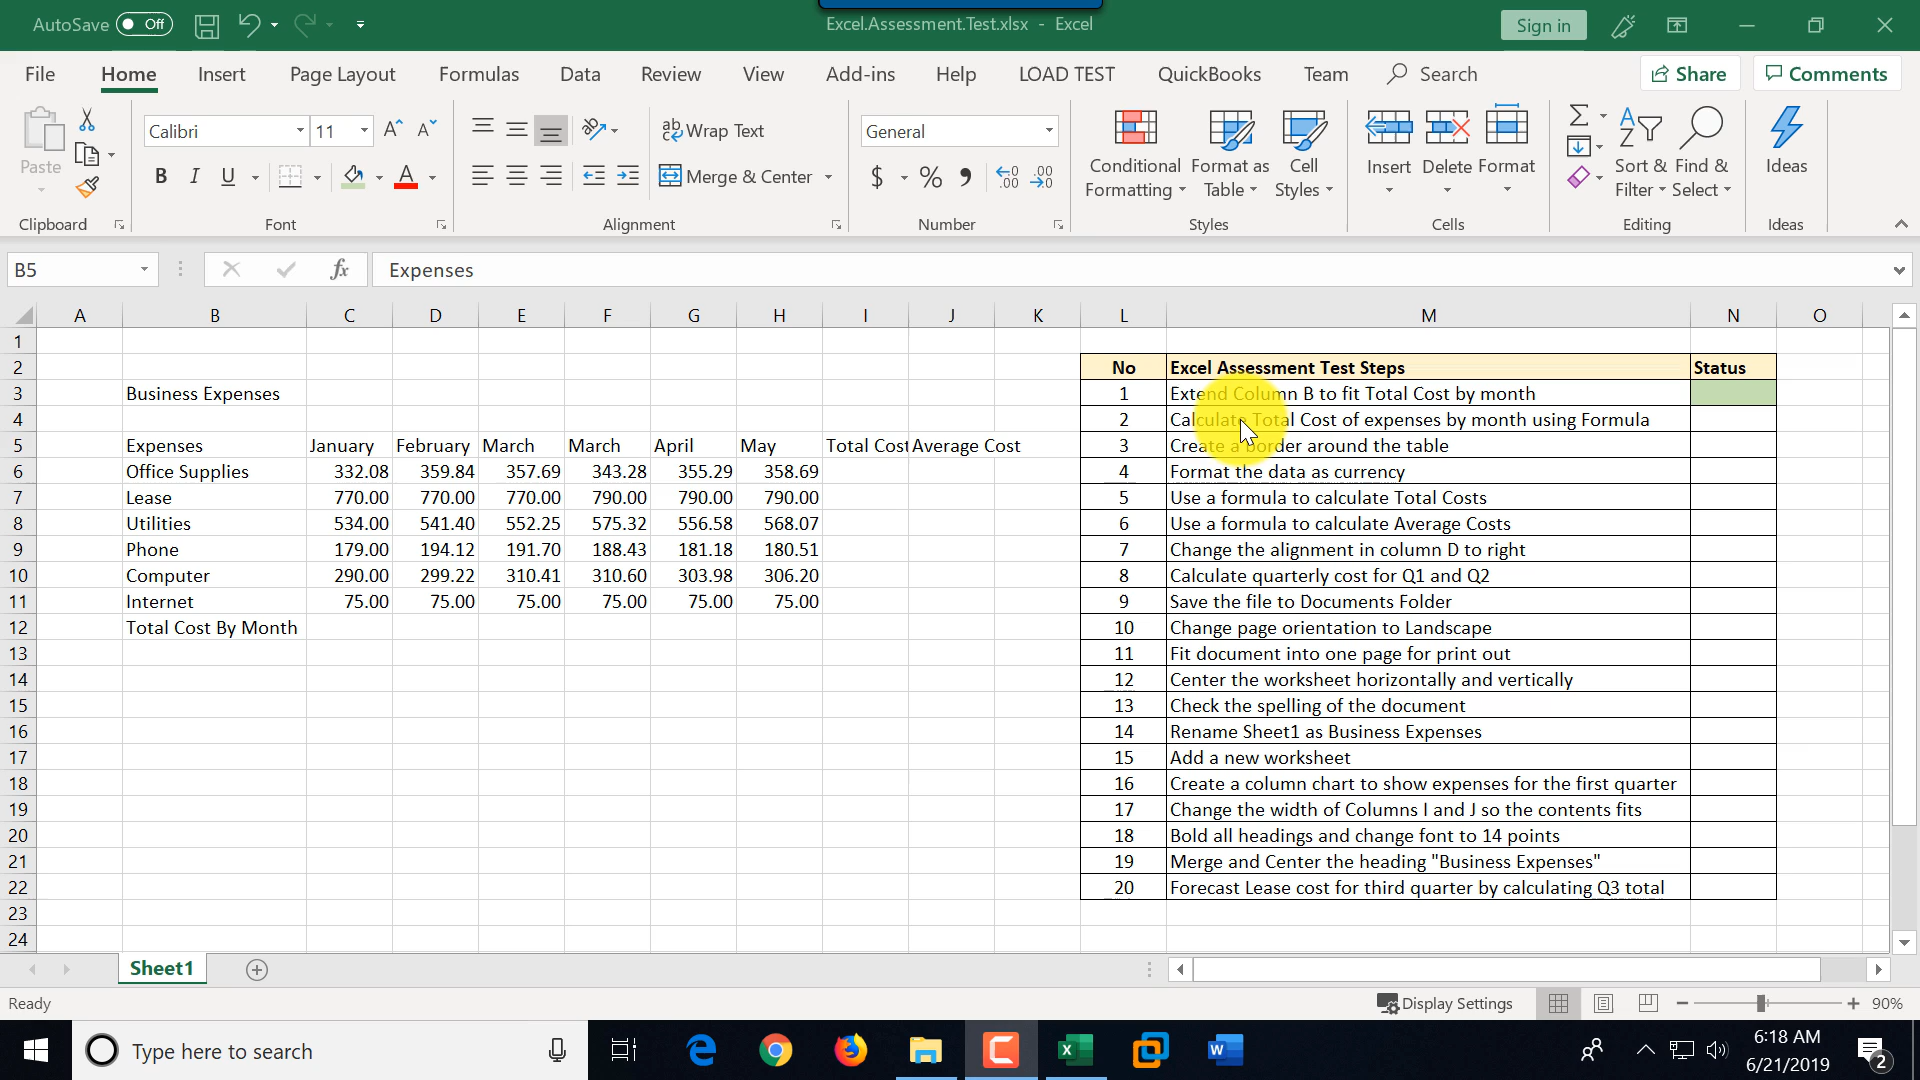 AutoSave Off
Excel.Assessment.Test.xlsx - Excel
Sign in
File Home Insert Page Layout Formulas Data Review View Add-ins Help LOAD TEST QuickBooks Team Search Share Comments
Paste
Clipboard
Calibri 11
B I U A
Font
ab Wrap Text
Merge & Center
Alignment
General
$ % 9 .00 .00
Number
Conditional Formatting
Format as Table
Cell Styles
Styles
Insert Delete Format
Cells
Sort & Filter
Find & Select
Editing
Ideas
Ideas
B5 fx Expenses
A B C D E F G H I J K L M N O
1
2 No Excel Assessment Test Steps Status
3 Business Expenses 1 Extend Column B to fit Total Cost by month
4 2 Calculate Total Cost of expenses by month using Formula
5 Expenses January February March March April May Total Cost Average Cost 3 Create a border around the table
6 Office Supplies 332.08 359.84 357.69 343.28 355.29 358.69 4 Format the data as currency
7 Lease 770.00 770.00 770.00 790.00 790.00 790.00 5 Use a formula to calculate Total Costs
8 Utilities 534.00 541.40 552.25 575.32 556.58 568.07 6 Use a formula to calculate Average Costs
9 Phone 179.00 194.12 191.70 188.43 181.18 180.51 7 Change the alignment in column D to right
10 Computer 290.00 299.22 310.41 310.60 303.98 306.20 8 Calculate quarterly cost for Q1 and Q2
11 Internet 75.00 75.00 75.00 75.00 75.00 75.00 9 Save the file to Documents Folder
12 Total Cost By Month 10 Change page orientation to Landscape
13 11 Fit document into one page for print out
14 12 Center the worksheet horizontally and vertically
15 13 Check the spelling of the document
16 14 Rename Sheet1 as Business Expenses
17 15 Add a new worksheet
18 16 Create a column chart to show expenses for the first quarter
19 17 Change the width of Columns I and J so the contents fits
20 18 Bold all headings and change font to 14 points
21 19 Merge and Center the heading "Business Expenses"
22 20 Forecast Lease cost for third quarter by calculating Q3 total
23
24
Sheet1
Ready Display Settings 90%
Type here to search
6:18 AM
6/21/2019
2